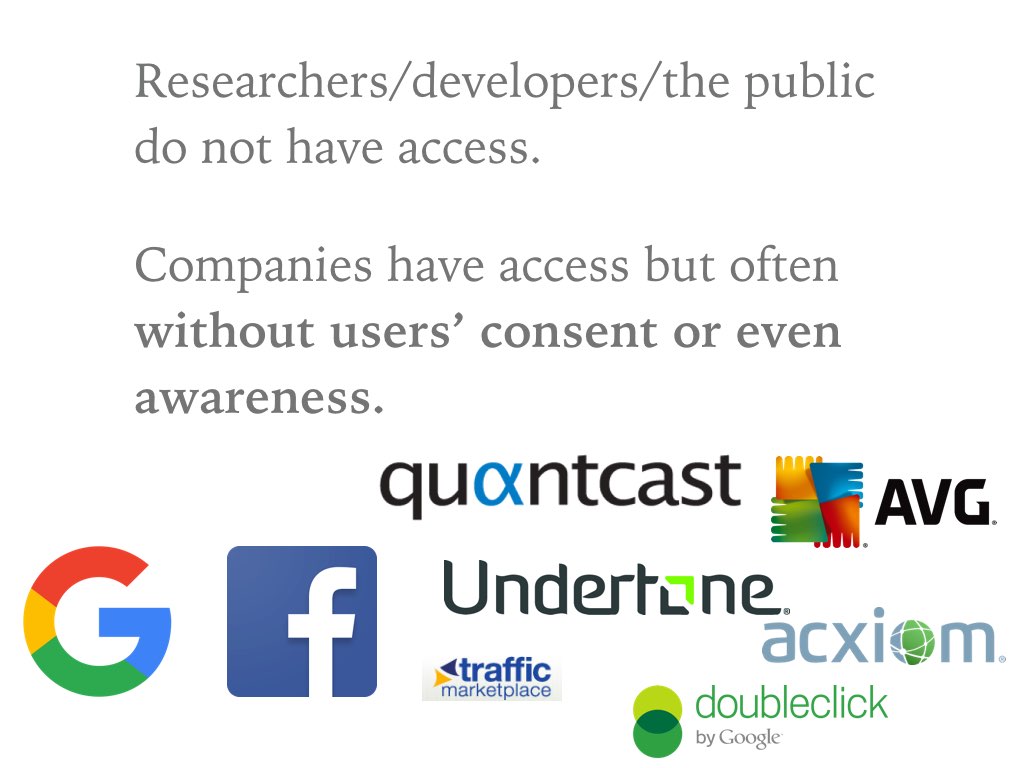 Researchers/developers/the public
do not have access.
Companies have access but often
without users’ consent or even
awareness.
quαntcast
AVG®
Undertone®
acxiom®
traffic
marketplace
doubleclick
by Google